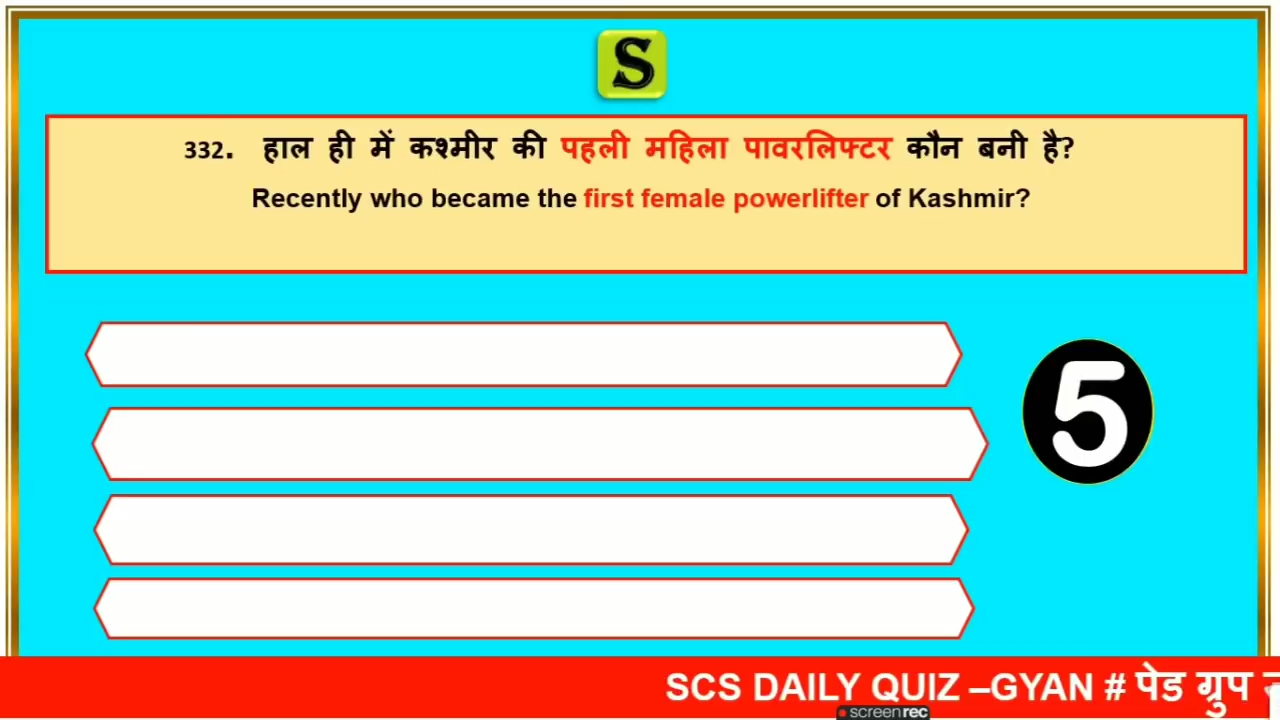 S
332. हाल ही में कश्मीर की पहली महिला पावरलिफ्टर कौन बनी है?
Recently who became the first female powerlifter of Kashmir?
5
SCS DAILY QUIZ –GYAN # पेड ग्रुप
screenrec